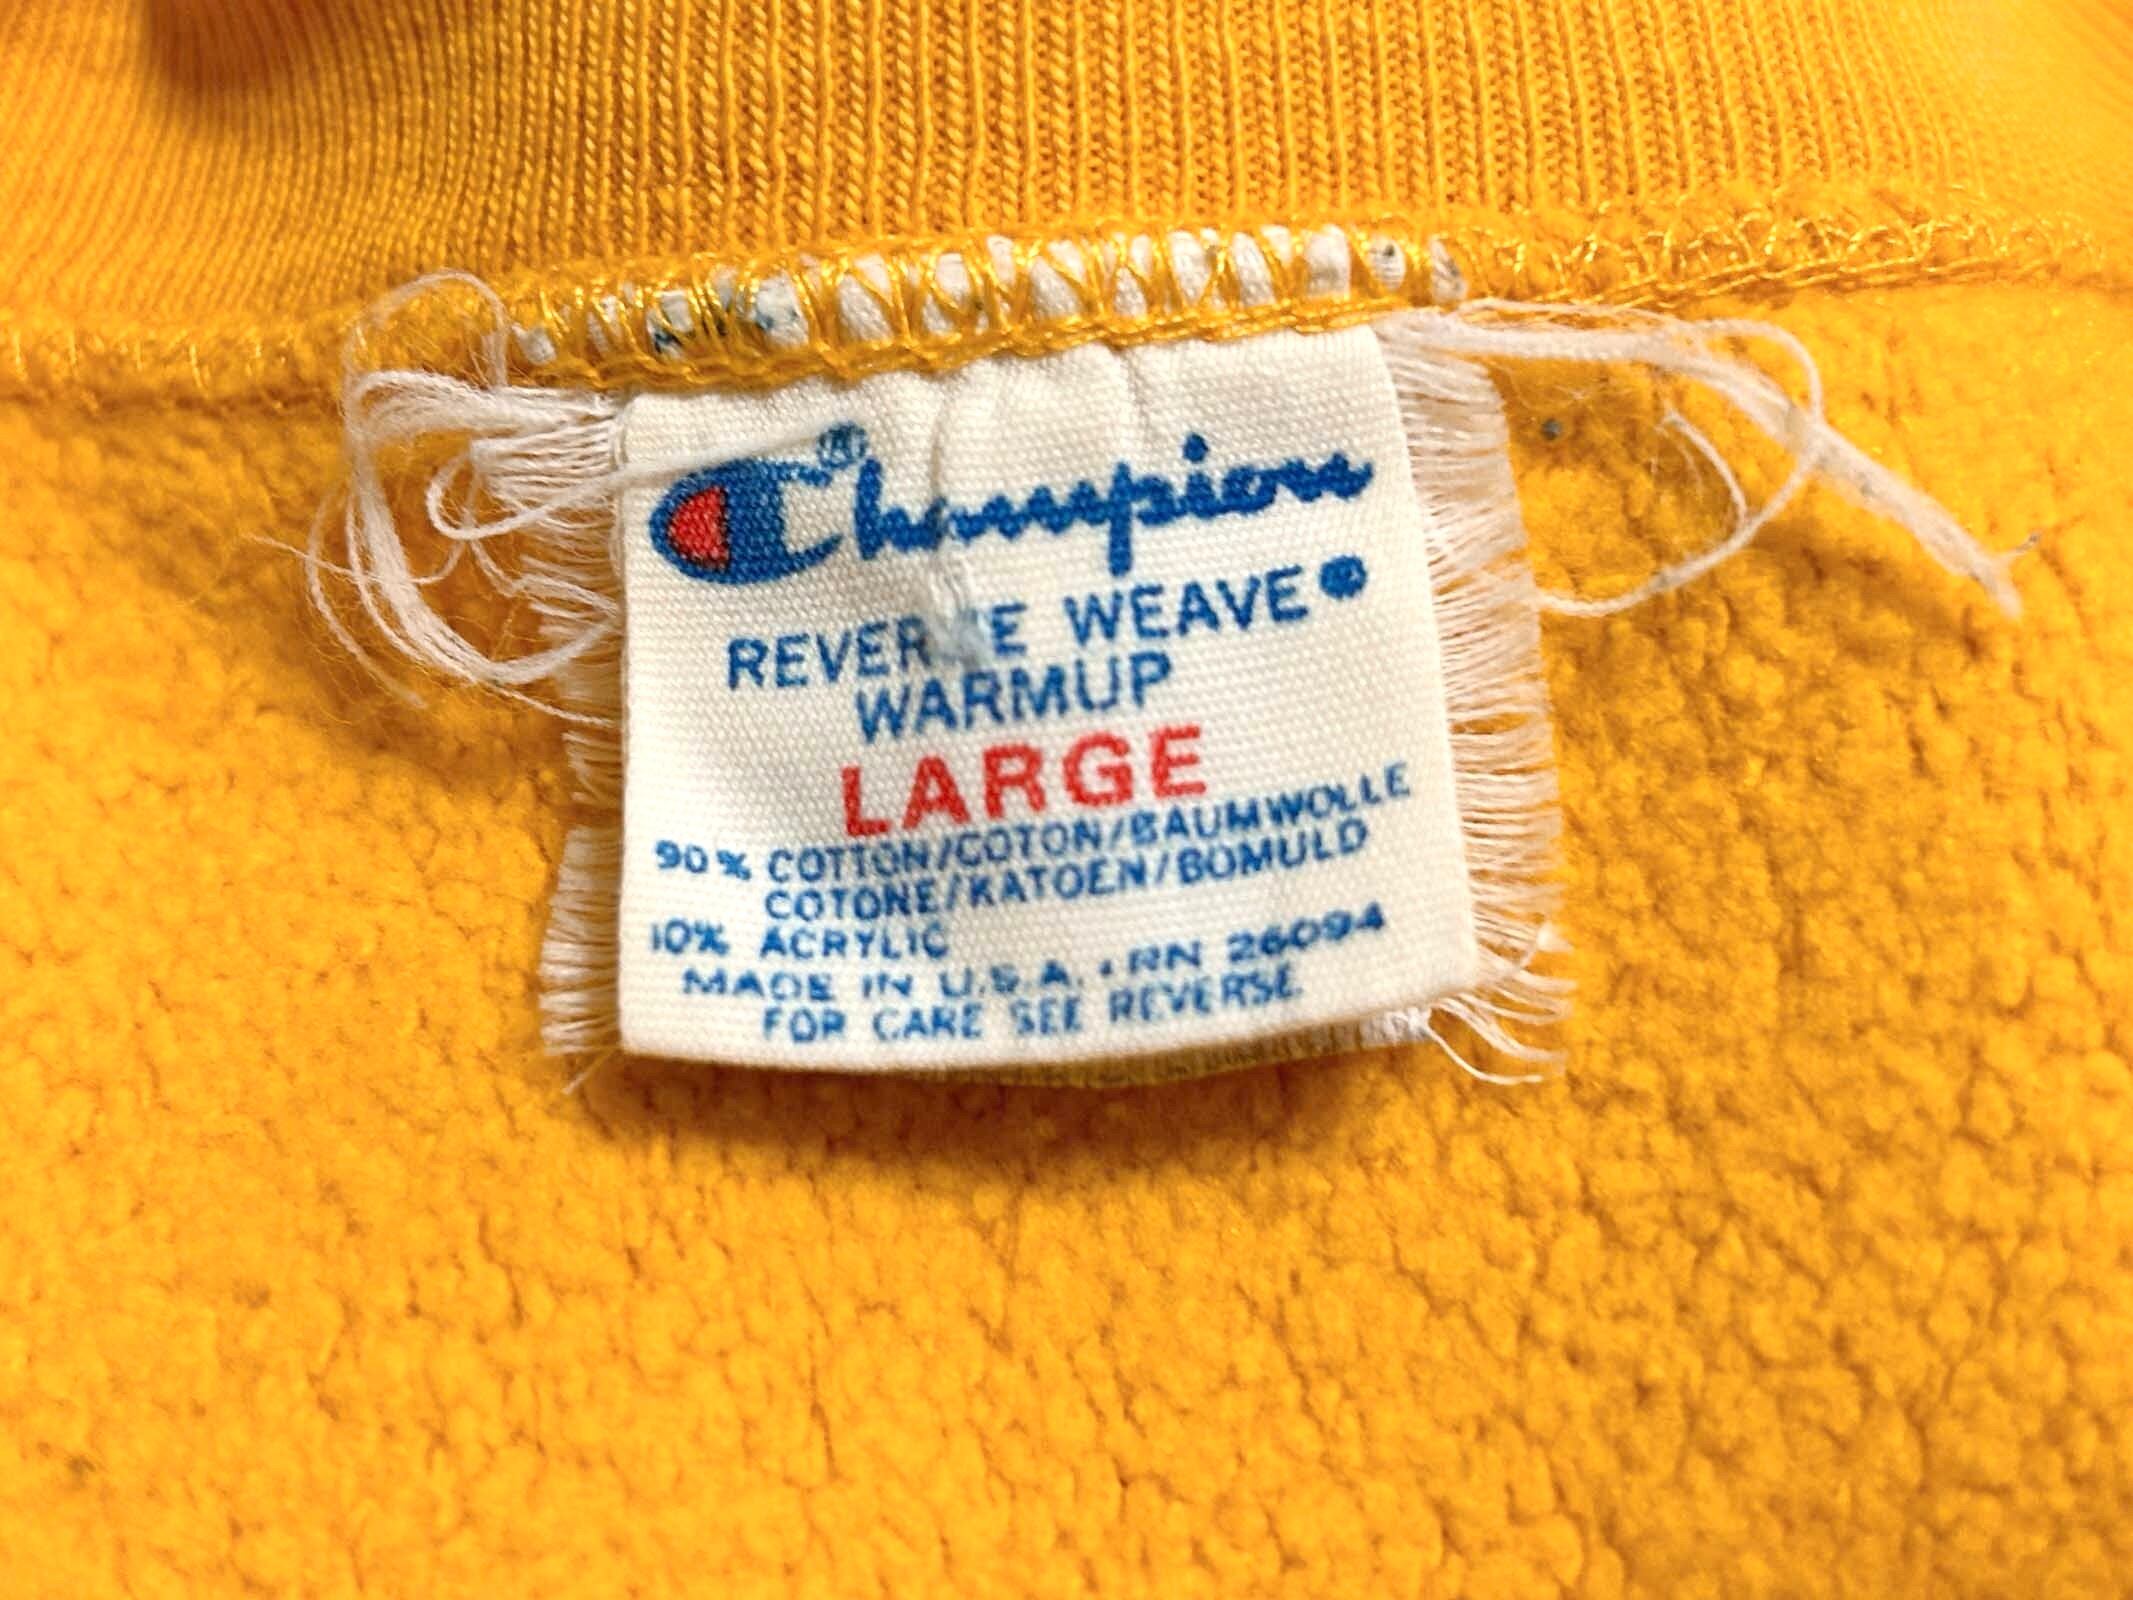 Champion®
REVERSE WEAVE®
WARMUP
LARGE
90% COTTON/COTON/BAUMWOLLE
COTONE/KATOEN/BOMULD
10% ACRYLIC
MADE IN U.S.A. • RN 26094
FOR CARE SEE REVERSE